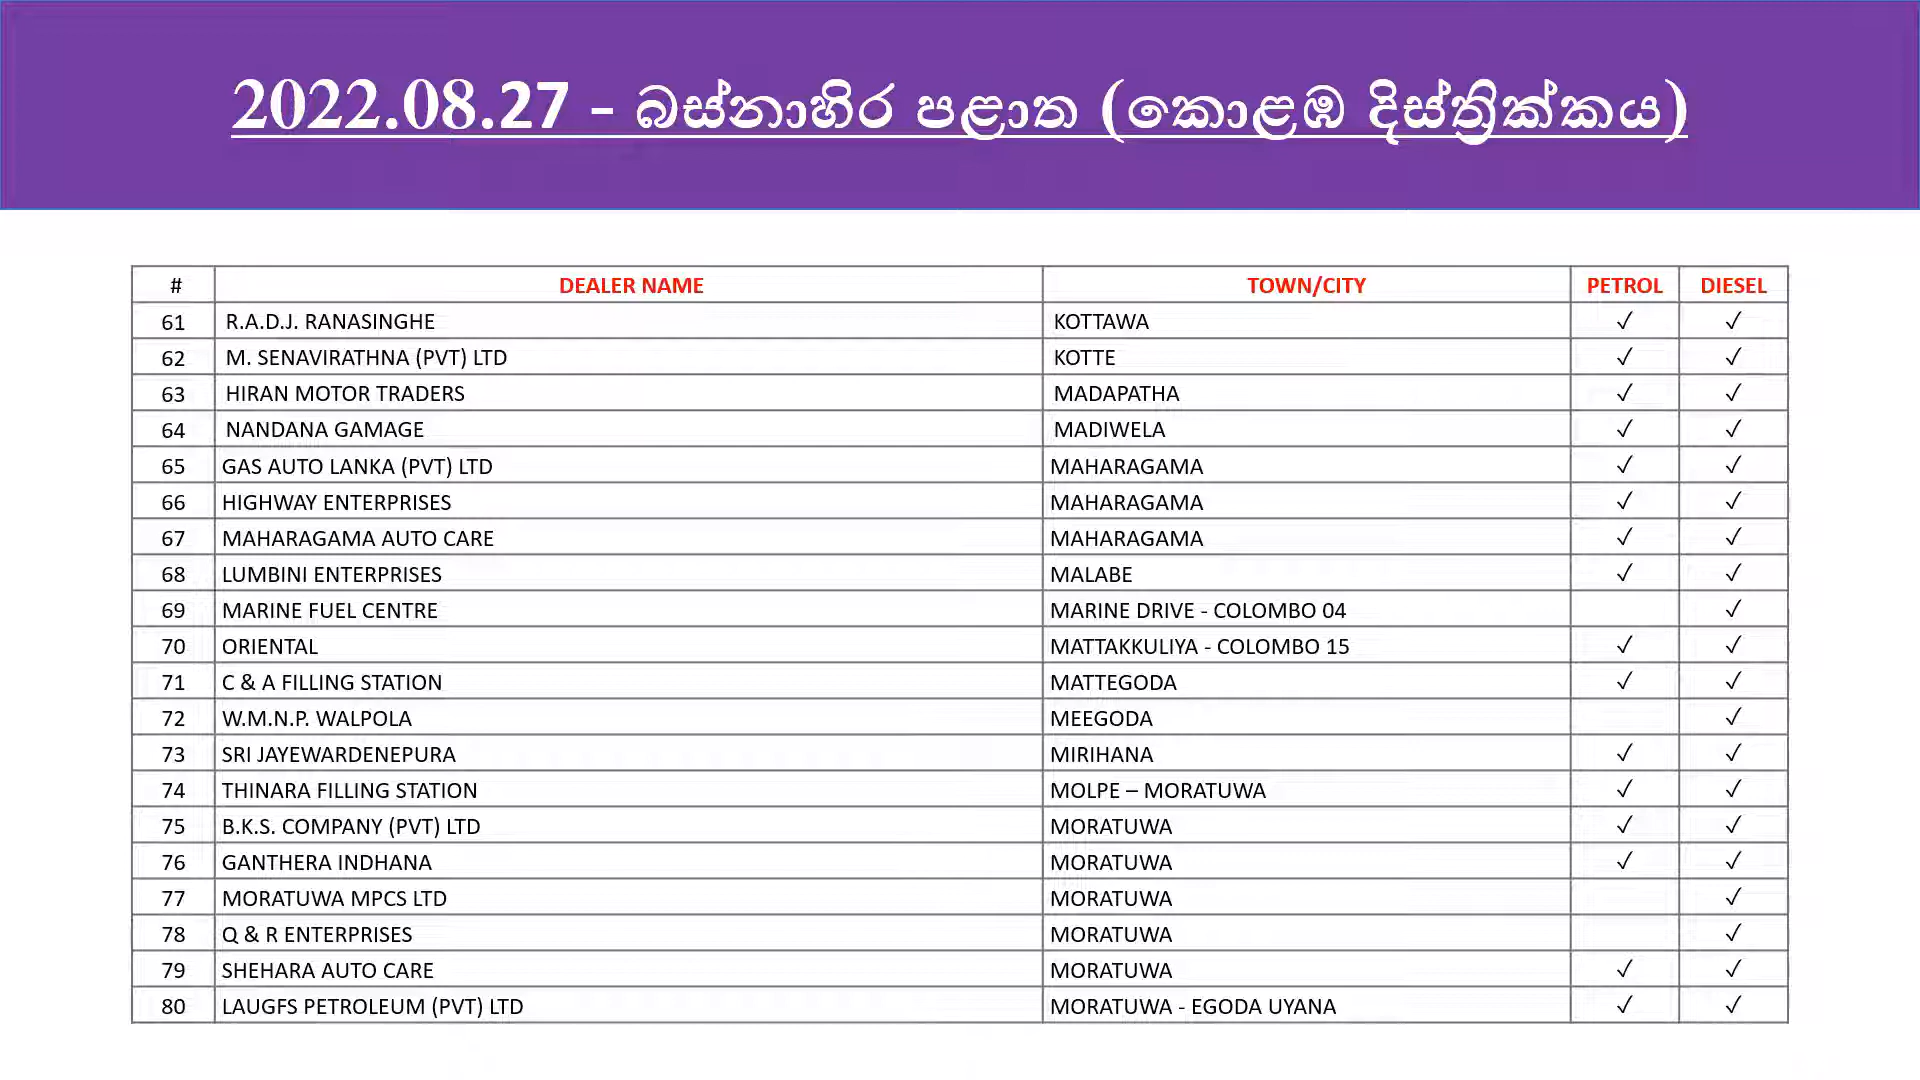 2022.08.27 - බස්නාහිර පළාත (කොළඹ දිස්ත්‍රික්කය)
# DEALER NAME TOWN/CITY PETROL DIESEL
61 R.A.D.J. RANASINGHE KOTTAWA ✓ ✓
62 M. SENAVIRATHNA (PVT) LTD KOTTE ✓ ✓
63 HIRAN MOTOR TRADERS MADAPATHA ✓ ✓
64 NANDANA GAMAGE MADIWELA ✓ ✓
65 GAS AUTO LANKA (PVT) LTD MAHARAGAMA ✓ ✓
66 HIGHWAY ENTERPRISES MAHARAGAMA ✓ ✓
67 MAHARAGAMA AUTO CARE MAHARAGAMA ✓ ✓
68 LUMBINI ENTERPRISES MALABE ✓ ✓
69 MARINE FUEL CENTRE MARINE DRIVE - COLOMBO 04 ✓
70 ORIENTAL MATTAKKULIYA - COLOMBO 15 ✓ ✓
71 C & A FILLING STATION MATTEGODA ✓ ✓
72 W.M.N.P. WALPOLA MEEGODA ✓
73 SRI JAYEWARDENEPURA MIRIHANA ✓ ✓
74 THINARA FILLING STATION MOLPE – MORATUWA ✓ ✓
75 B.K.S. COMPANY (PVT) LTD MORATUWA ✓ ✓
76 GANTHERA INDHANA MORATUWA ✓ ✓
77 MORATUWA MPCS LTD MORATUWA ✓
78 Q & R ENTERPRISES MORATUWA ✓
79 SHEHARA AUTO CARE MORATUWA ✓ ✓
80 LAUGFS PETROLEUM (PVT) LTD MORATUWA - EGODA UYANA ✓ ✓